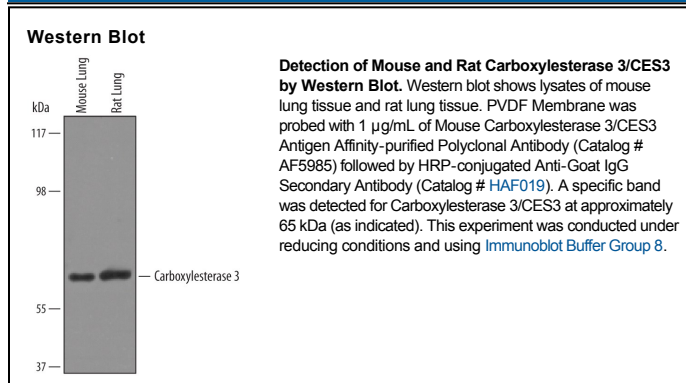 Western Blot
Mouse Lung
Rat Lung
kDa
117
98
Carboxylesterase 3
55
37
Detection of Mouse and Rat Carboxylesterase 3/CES3
by Western Blot. Western blot shows lysates of mouse
lung tissue and rat lung tissue. PVDF Membrane was
probed with 1 µg/mL of Mouse Carboxylesterase 3/CES3
Antigen Affinity-purified Polyclonal Antibody (Catalog #
AF5985) followed by HRP-conjugated Anti-Goat IgG
Secondary Antibody (Catalog # HAF019). A specific band
was detected for Carboxylesterase 3/CES3 at approximately
65 kDa (as indicated). This experiment was conducted under
reducing conditions and using Immunoblot Buffer Group 8.